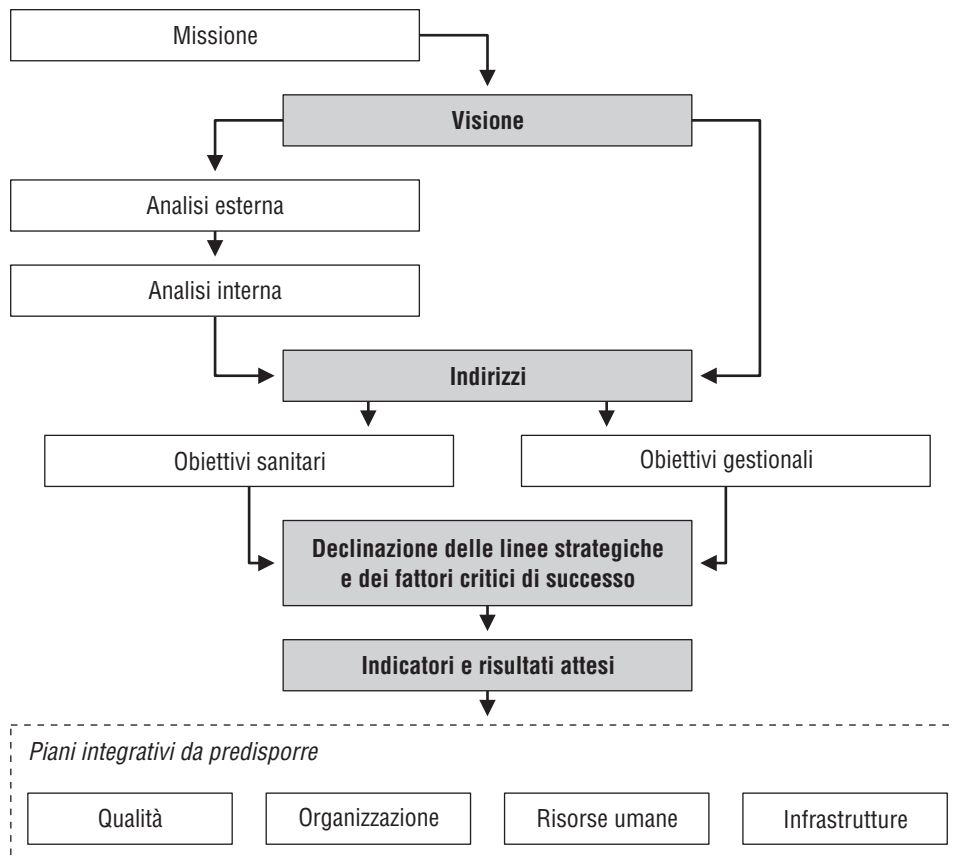 Missione
Visione
Analisi esterna
Analisi interna
Indirizzi
Obiettivi sanitari
Obiettivi gestionali
Declinazione delle linee strategiche
e dei fattori critici di successo
Indicatori e risultati attesi
Piani integrativi da predisporre
Qualità
Organizzazione
Risorse umane
Infrastrutture